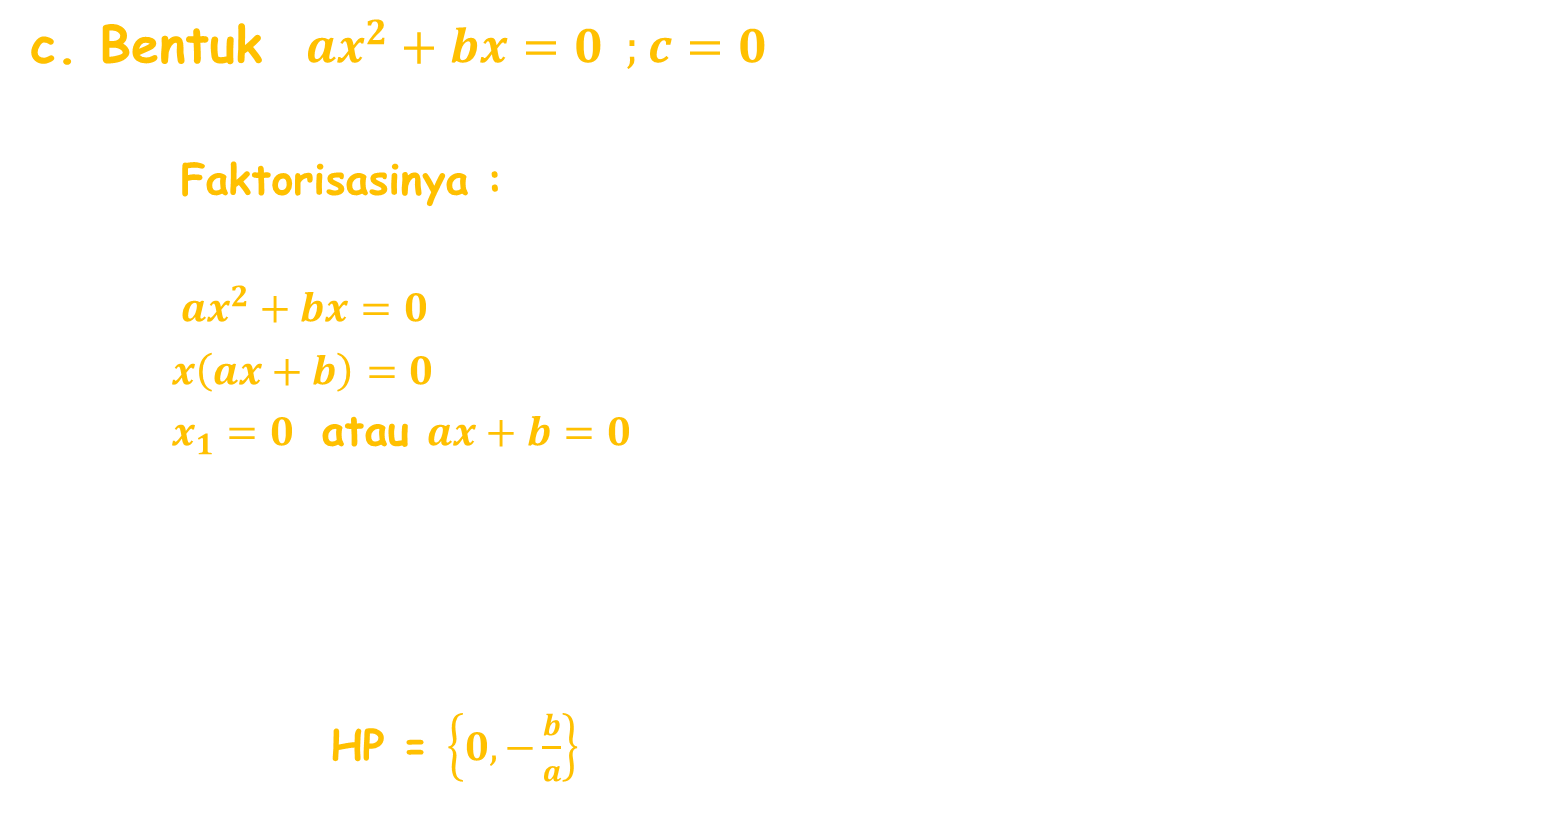 c. Bentuk ax² + bx = 0 ; c = 0
Faktorisasinya :
ax² + bx = 0
x(ax + b) = 0
x₁ = 0 atau ax + b = 0
HP = {0, −b/a}